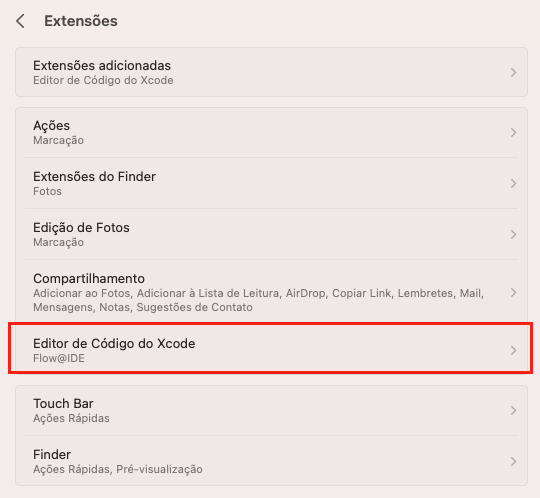 Extensões
Extensões adicionadas
Editor de Código do Xcode
Ações
Marcação
Extensões do Finder
Fotos
Edição de Fotos
Marcação
Compartilhamento
Adicionar ao Fotos, Adicionar à Lista de Leitura, AirDrop, Copiar Link, Lembretes, Mail,
Mensagens, Notas, Sugestões de Contato
Editor de Código do Xcode
Flow@IDE
Touch Bar
Ações Rápidas
Finder
Ações Rápidas, Pré-visualização